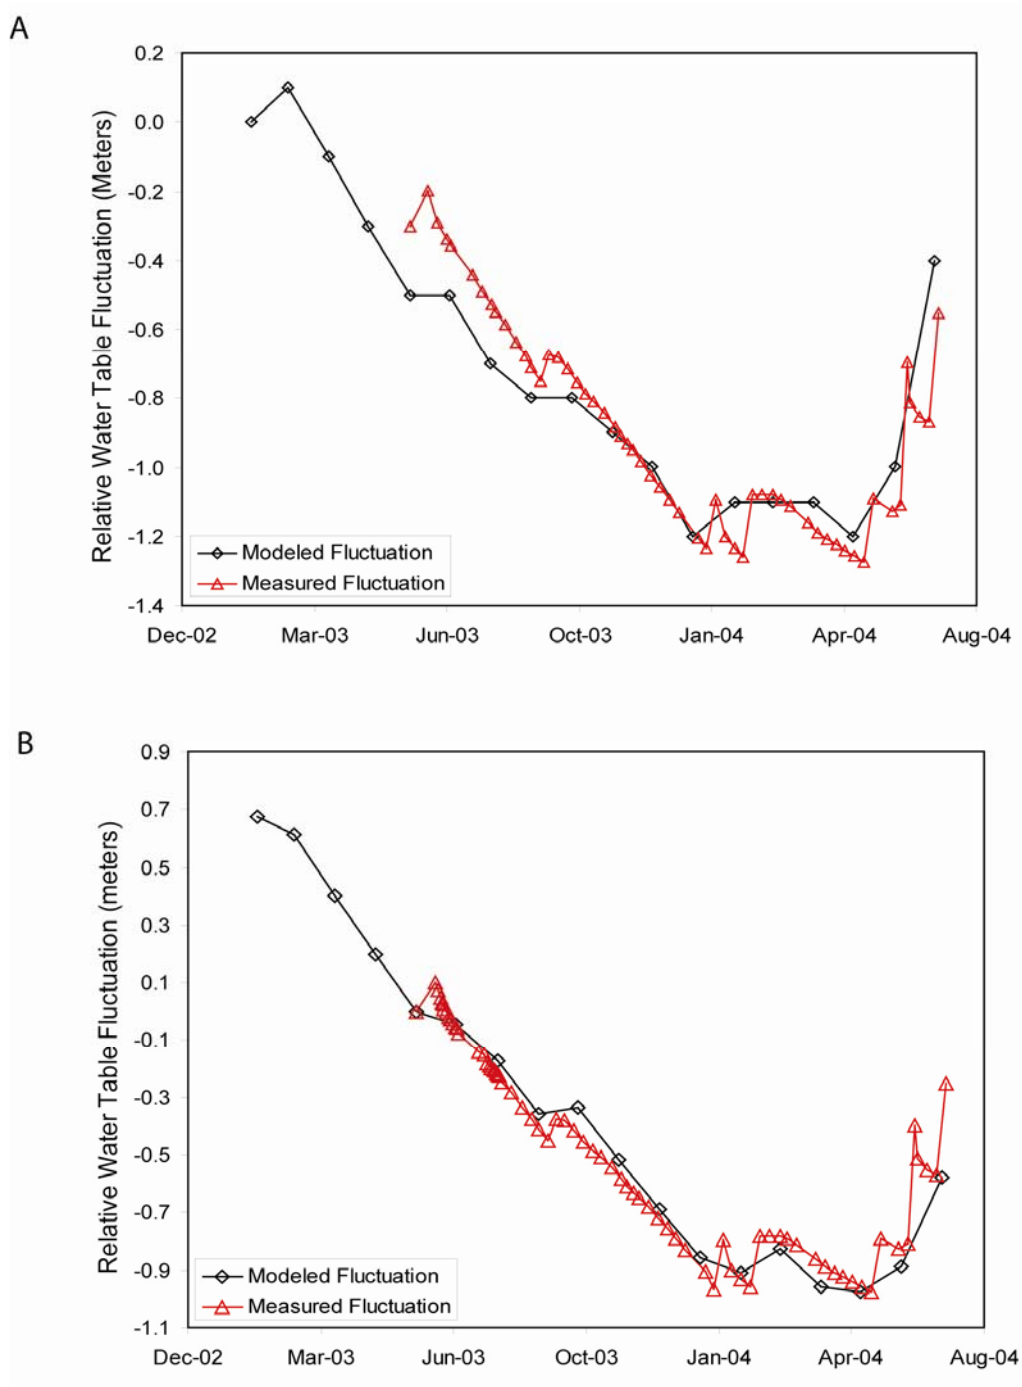 A
Relative Water Table Fluctuation (Meters)
0.2
0.0
-0.2
-0.4
-0.6
-0.8
-1.0
-1.2
-1.4
Modeled Fluctuation
Measured Fluctuation
Dec-02 Mar-03 Jun-03 Oct-03 Jan-04 Apr-04 Aug-04
B
Relative Water Table Fluctuation (meters)
0.9
0.7
0.5
0.3
0.1
-0.1
-0.3
-0.5
-0.7
-0.9
-1.1
Modeled Fluctuation
Measured Fluctuation
Dec-02 Mar-03 Jun-03 Oct-03 Jan-04 Apr-04 Aug-04